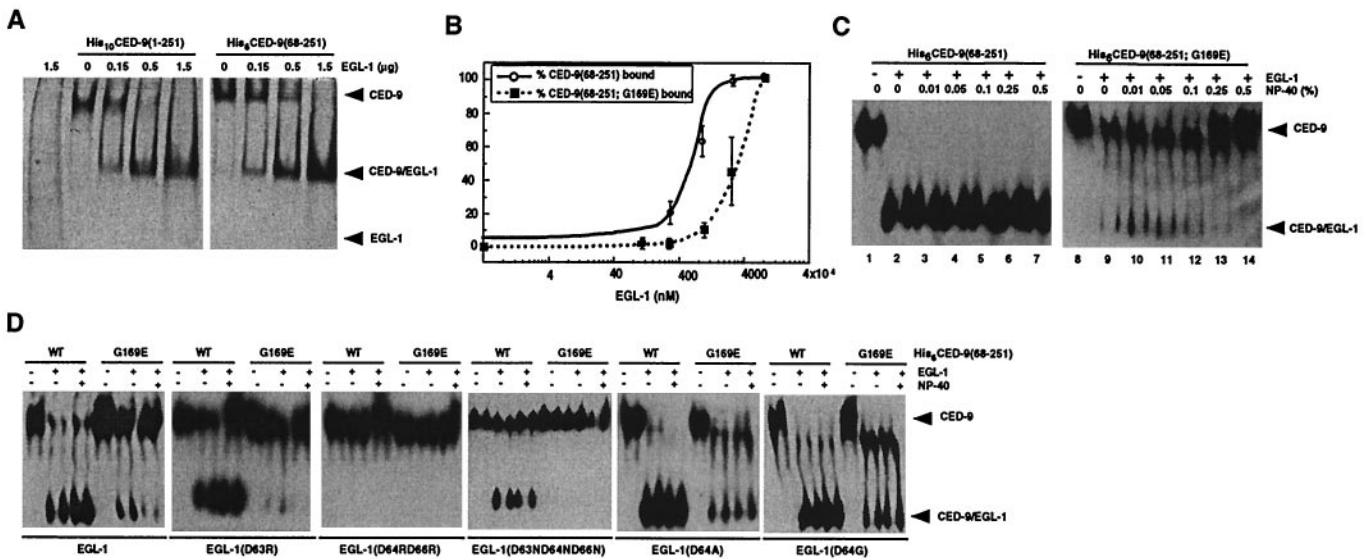 A
His10CED-9(1-251) His6CED-9(68-251)
1.5 0 0.15 0.5 1.5 0 0.15 0.5 1.5 EGL-1 (μg)
CED-9
CED-9/EGL-1
EGL-1
B
% CED-9(68-251) bound
% CED-9(68-251; G169E) bound
100
80
60
40
20
0
4 40 400 4000 4x10^4
EGL-1 (nM)
C
His6CED-9(68-251) His6CED-9(68-251; G169E)
- + + + + + + - + + + + + + EGL-1
0 0 0.01 0.05 0.1 0.25 0.5 0 0 0.01 0.05 0.1 0.25 0.5 NP-40 (%)
CED-9
CED-9/EGL-1
1 2 3 4 5 6 7 8 9 10 11 12 13 14
D
WT G169E WT G169E WT G169E WT G169E WT G169E WT G169E His6CED-9(68-251)
- + + - + + - + + - + + - + + - + + - + + - + + - + + - + + - + + - + + EGL-1
- - + - - + - - + - - + - - + - - + - - + - - + - - + - - + - - + - - + NP-40
CED-9
CED-9/EGL-1
EGL-1 EGL-1(D63R) EGL-1(D64RD66R) EGL-1(D63ND64ND66N) EGL-1(D64A) EGL-1(D64G)